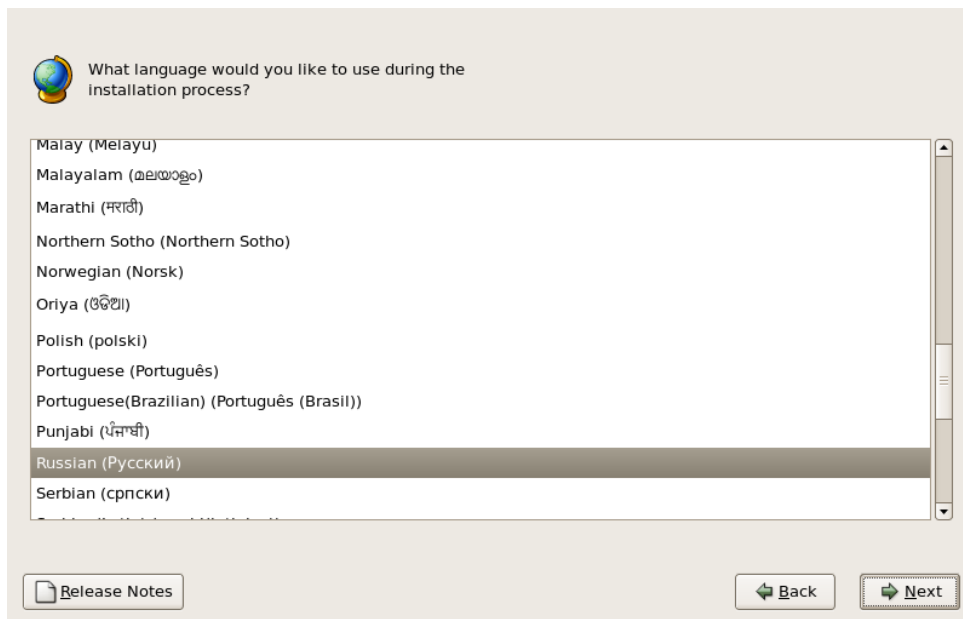 What language would you like to use during the
installation process?
Malay (Melayu)
Malayalam (മലയാളം)
Marathi (मराठी)
Northern Sotho (Northern Sotho)
Norwegian (Norsk)
Oriya (ଓଡିଆ)
Polish (polski)
Portuguese (Português)
Portuguese(Brazilian) (Português (Brasil))
Punjabi (ਪੰਜਾਬੀ)
Russian (Русский)
Serbian (српски)
Release Notes
Back
Next